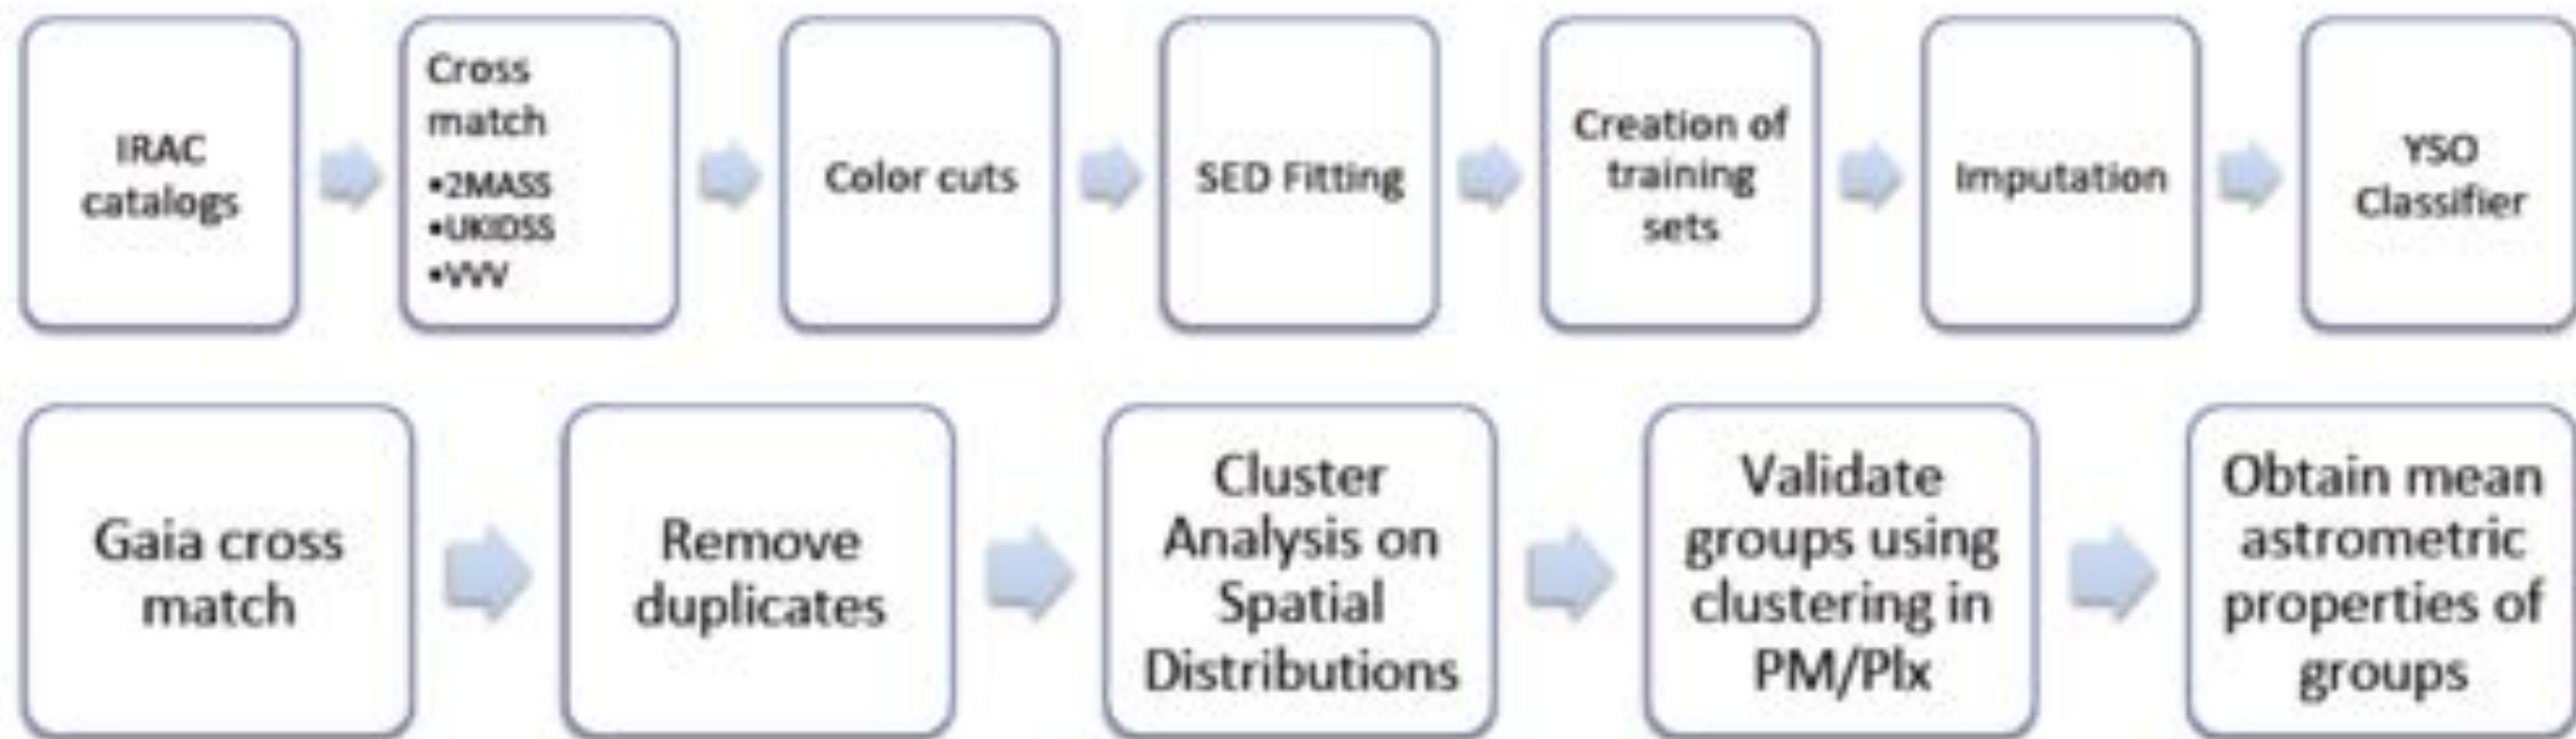 IRAC
catalogs
Cross
match
•2MASS
•UKIDSS
•VVV
Color cuts
SED Fitting
Creation of
training
sets
Imputation
YSO
Classifier
Gaia cross
match
Remove
duplicates
Cluster
Analysis on
Spatial
Distributions
Validate
groups using
clustering in
PM/Plx
Obtain mean
astrometric
properties of
groups